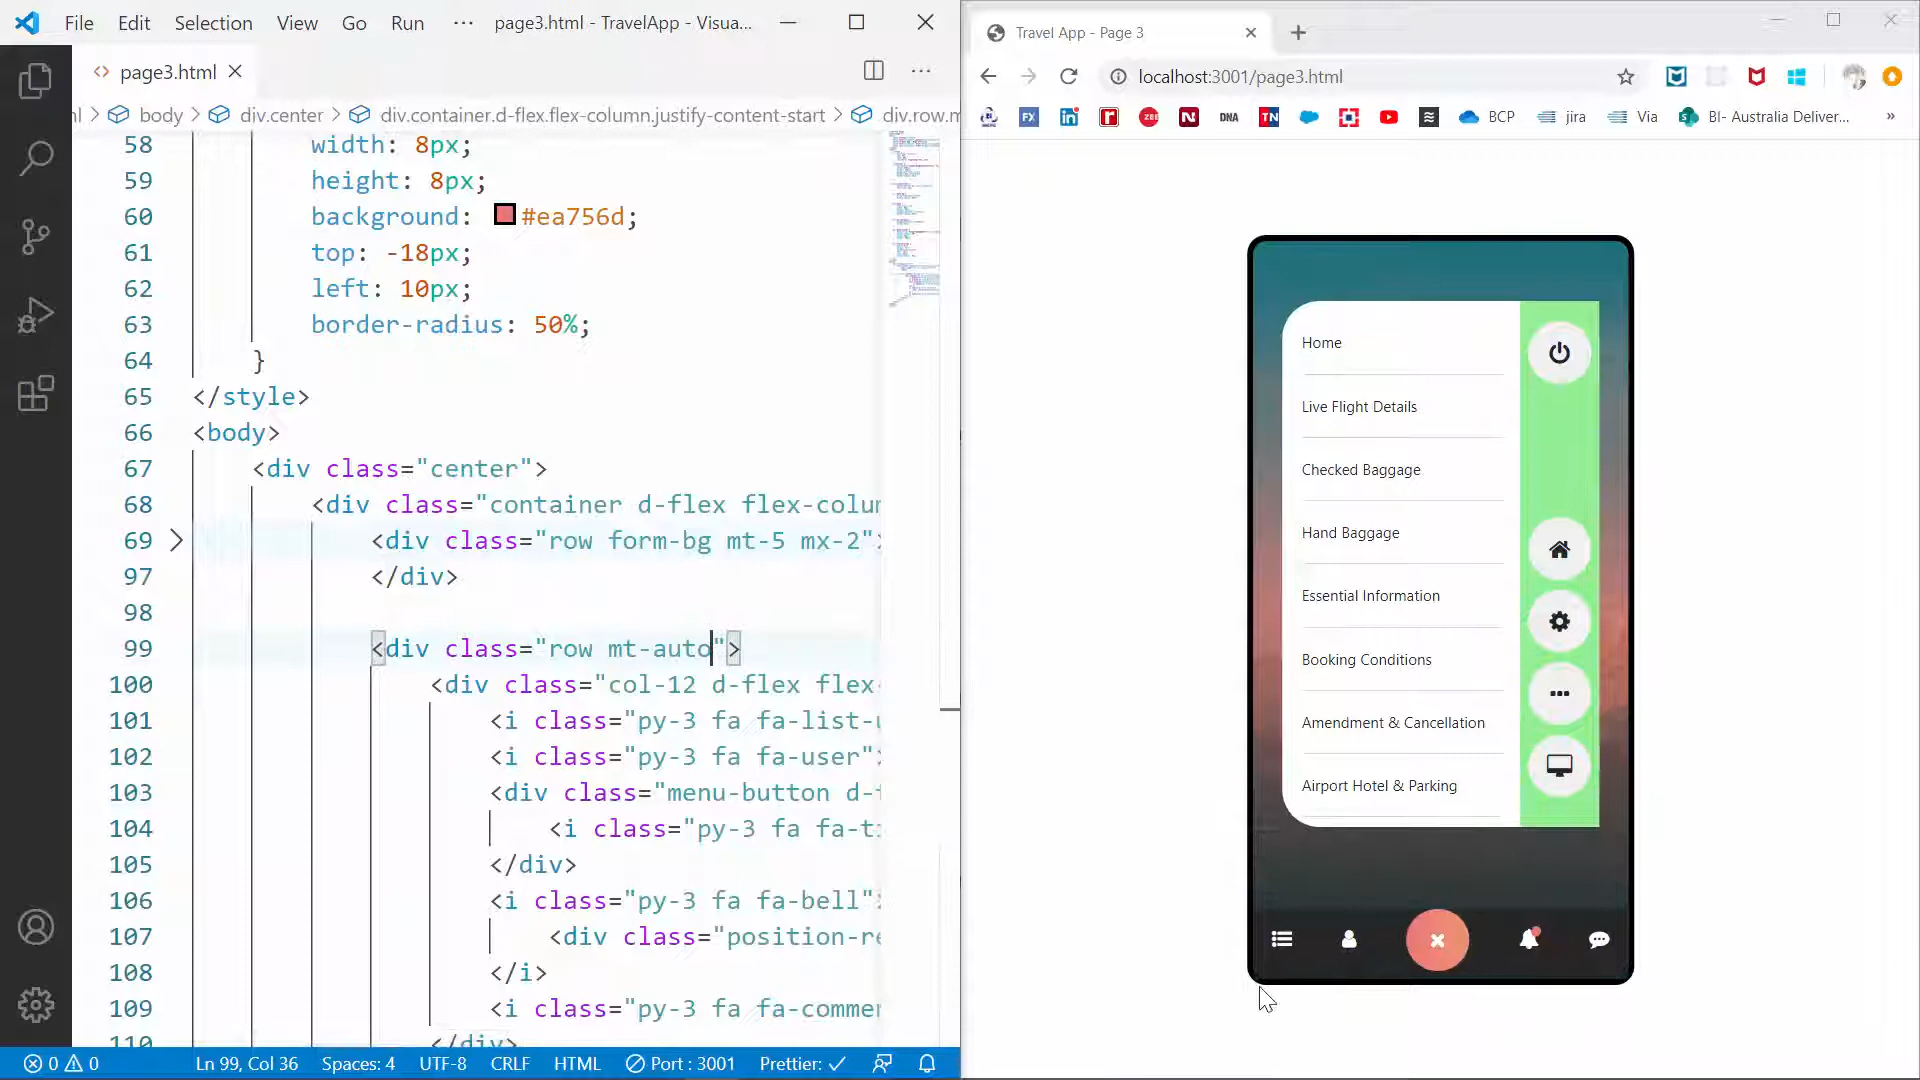 File Edit Selection View Go Run ··· page3.html - TravelApp - Visua...
page3.html
body div.center div.container.d-flex.flex-column.justify-content-start div.row.m
58 width: 8px;
59 height: 8px;
60 background: #ea756d;
61 top: -18px;
62 left: 10px;
63 border-radius: 50%;
64 }
65 </style>
66 <body>
67 <div class="center">
68 <div class="container d-flex flex-colum
69 <div class="row form-bg mt-5 mx-2">
97 </div>
98
99 <div class="row mt-auto">
100 <div class="col-12 d-flex flex-
101 <i class="py-3 fa fa-list-u
102 <i class="py-3 fa fa-user">
103 <div class="menu-button d-f
104 <i class="py-3 fa fa-ti
105 </div>
106 <i class="py-3 fa fa-bell">
107 <div class="position-re
108 </i>
109 <i class="py-3 fa fa-commen
110 </div>
0 0 Ln 99, Col 36 Spaces: 4 UTF-8 CRLF HTML Port : 3001 Prettier: ✓
Travel App - Page 3
localhost:3001/page3.html
FX in ZEE N DNA TN BCP jira Via BI- Australia Deliver... »
Home
Live Flight Details
Checked Baggage
Hand Baggage
Essential Information
Booking Conditions
Amendment & Cancellation
Airport Hotel & Parking